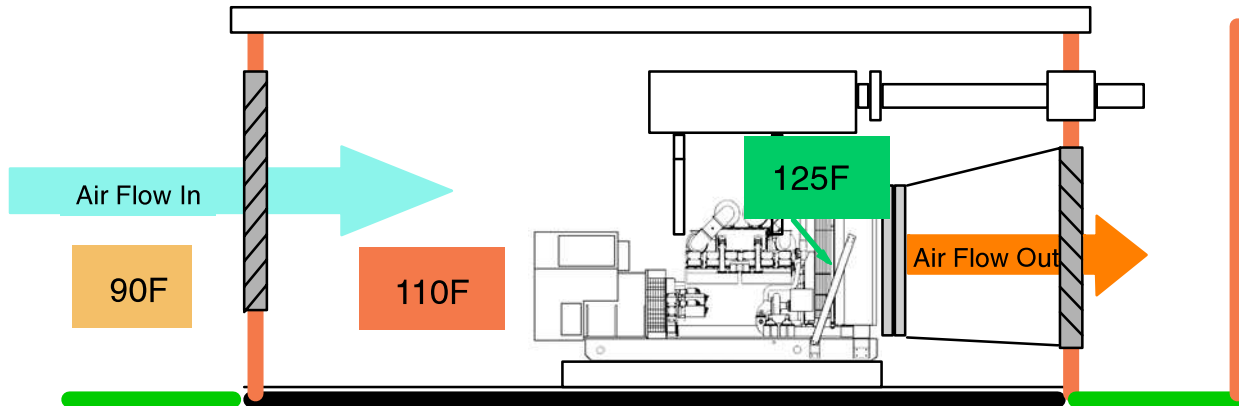 125F
Air Flow In
Air Flow Out
90F
110F